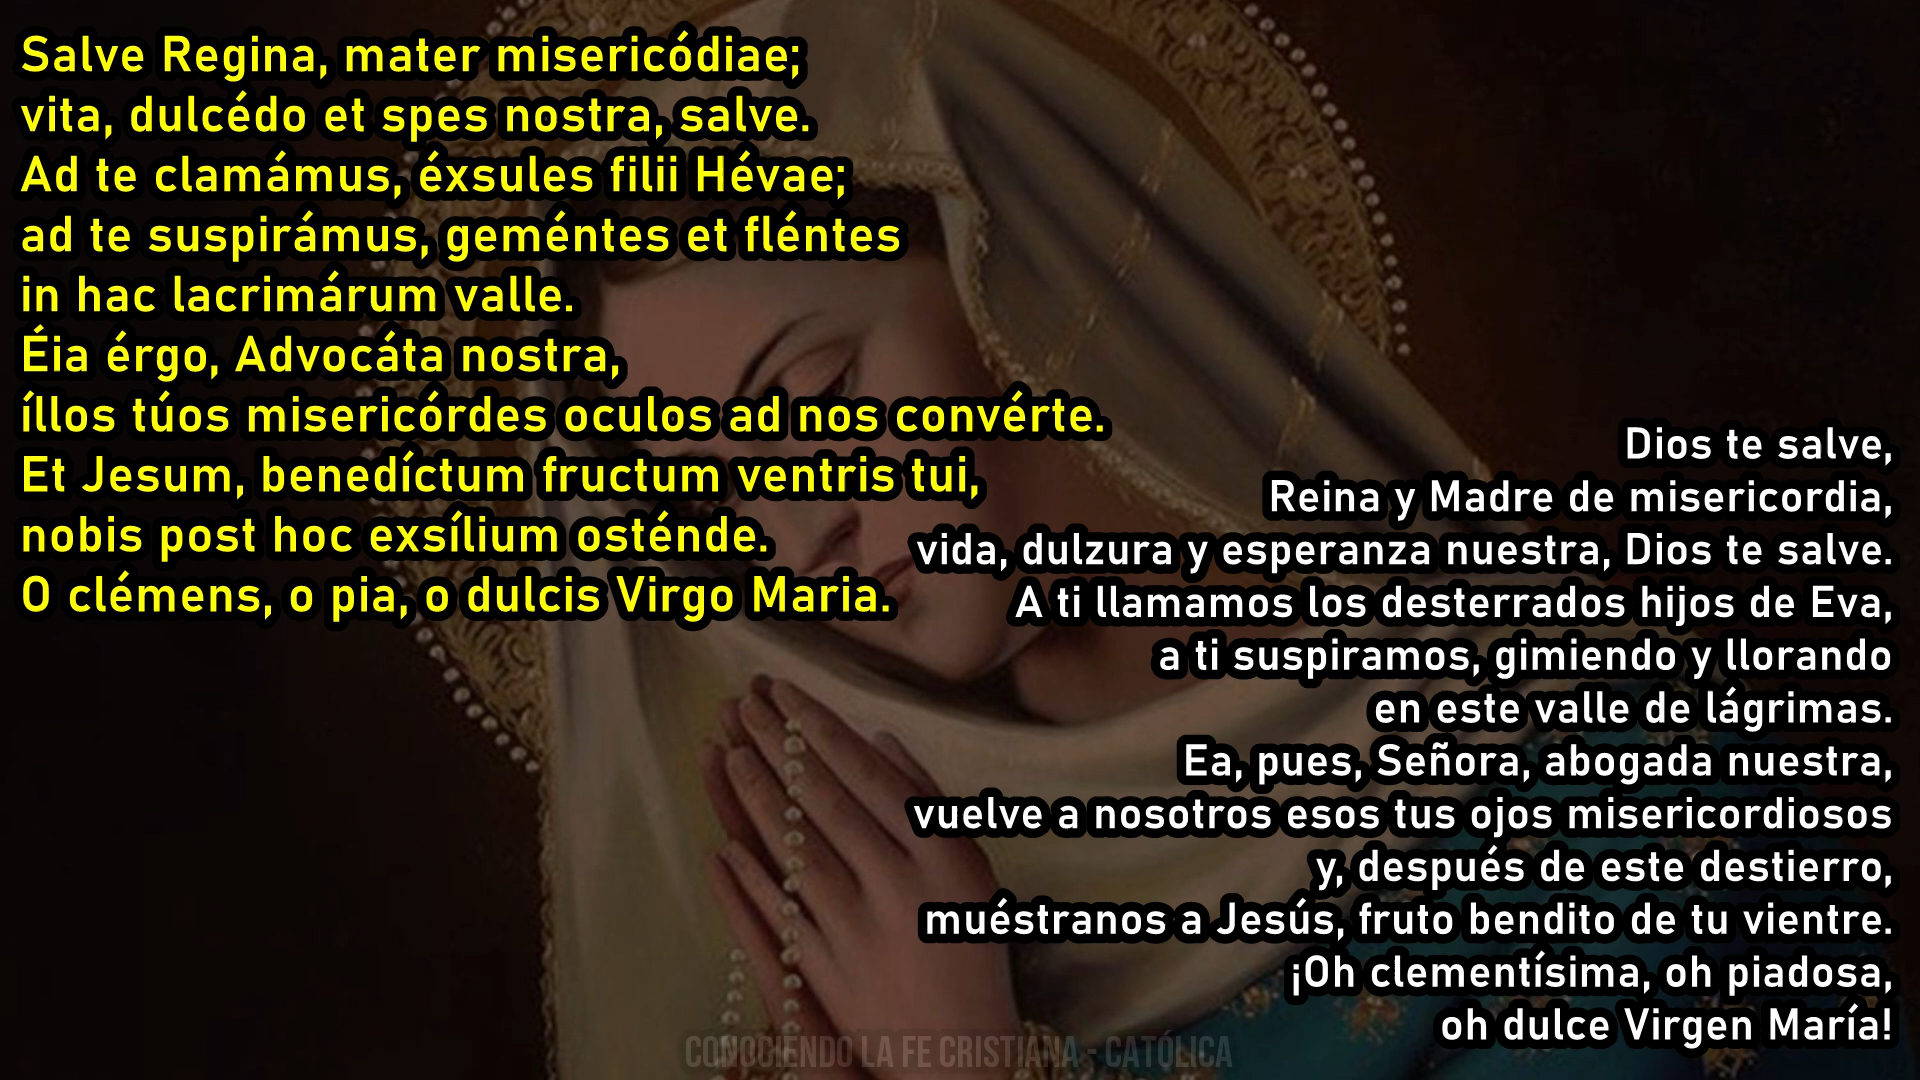 Salve Regina, mater misericódiae;
vita, dulcédo et spes nostra, salve.
Ad te clamámus, éxsules filii Hévae;
ad te suspirámus, geméntes et fléntes
in hac lacrimárum valle.
Éia érgo, Advocáta nostra,
íllos túos misericórdes oculos ad nos convérte.
Et Jesum, benedíctum fructum ventris tui,
nobis post hoc exsílium osténde.
O clémens, o pia, o dulcis Virgo Maria.
Dios te salve,
Reina y Madre de misericordia,
vida, dulzura y esperanza nuestra, Dios te salve.
A ti llamamos los desterrados hijos de Eva,
a ti suspiramos, gimiendo y llorando
en este valle de lágrimas.
Ea, pues, Señora, abogada nuestra,
vuelve a nosotros esos tus ojos misericordiosos
y, después de este destierro,
muéstranos a Jesús, fruto bendito de tu vientre.
¡Oh clementísima, oh piadosa,
oh dulce Virgen María!
CONOCIENDO LA FE CRISTIANA - CATÓLICA